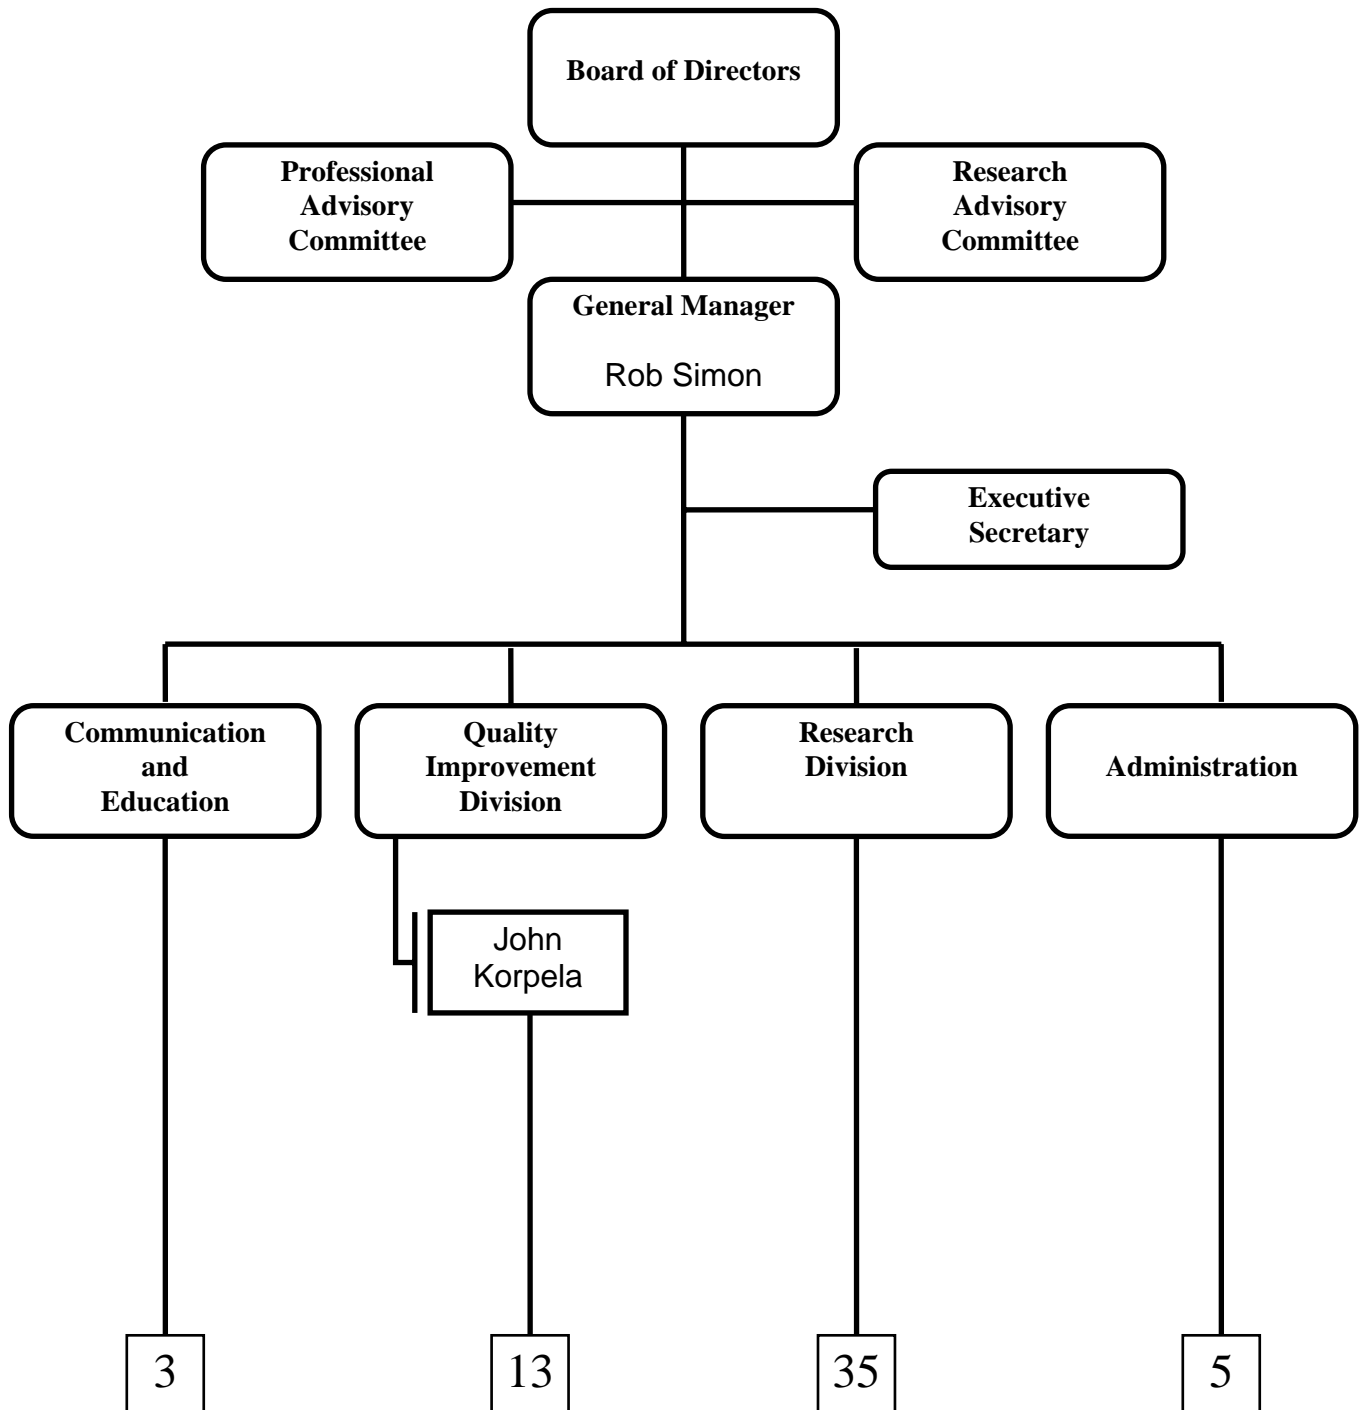 Board of Directors
Professional
Advisory
Committee
Research
Advisory
Committee
General Manager
Rob Simon
Executive
Secretary
Communication
and
Education
Quality
Improvement
Division
Research
Division
Administration
John
Korpela
3
13
35
5